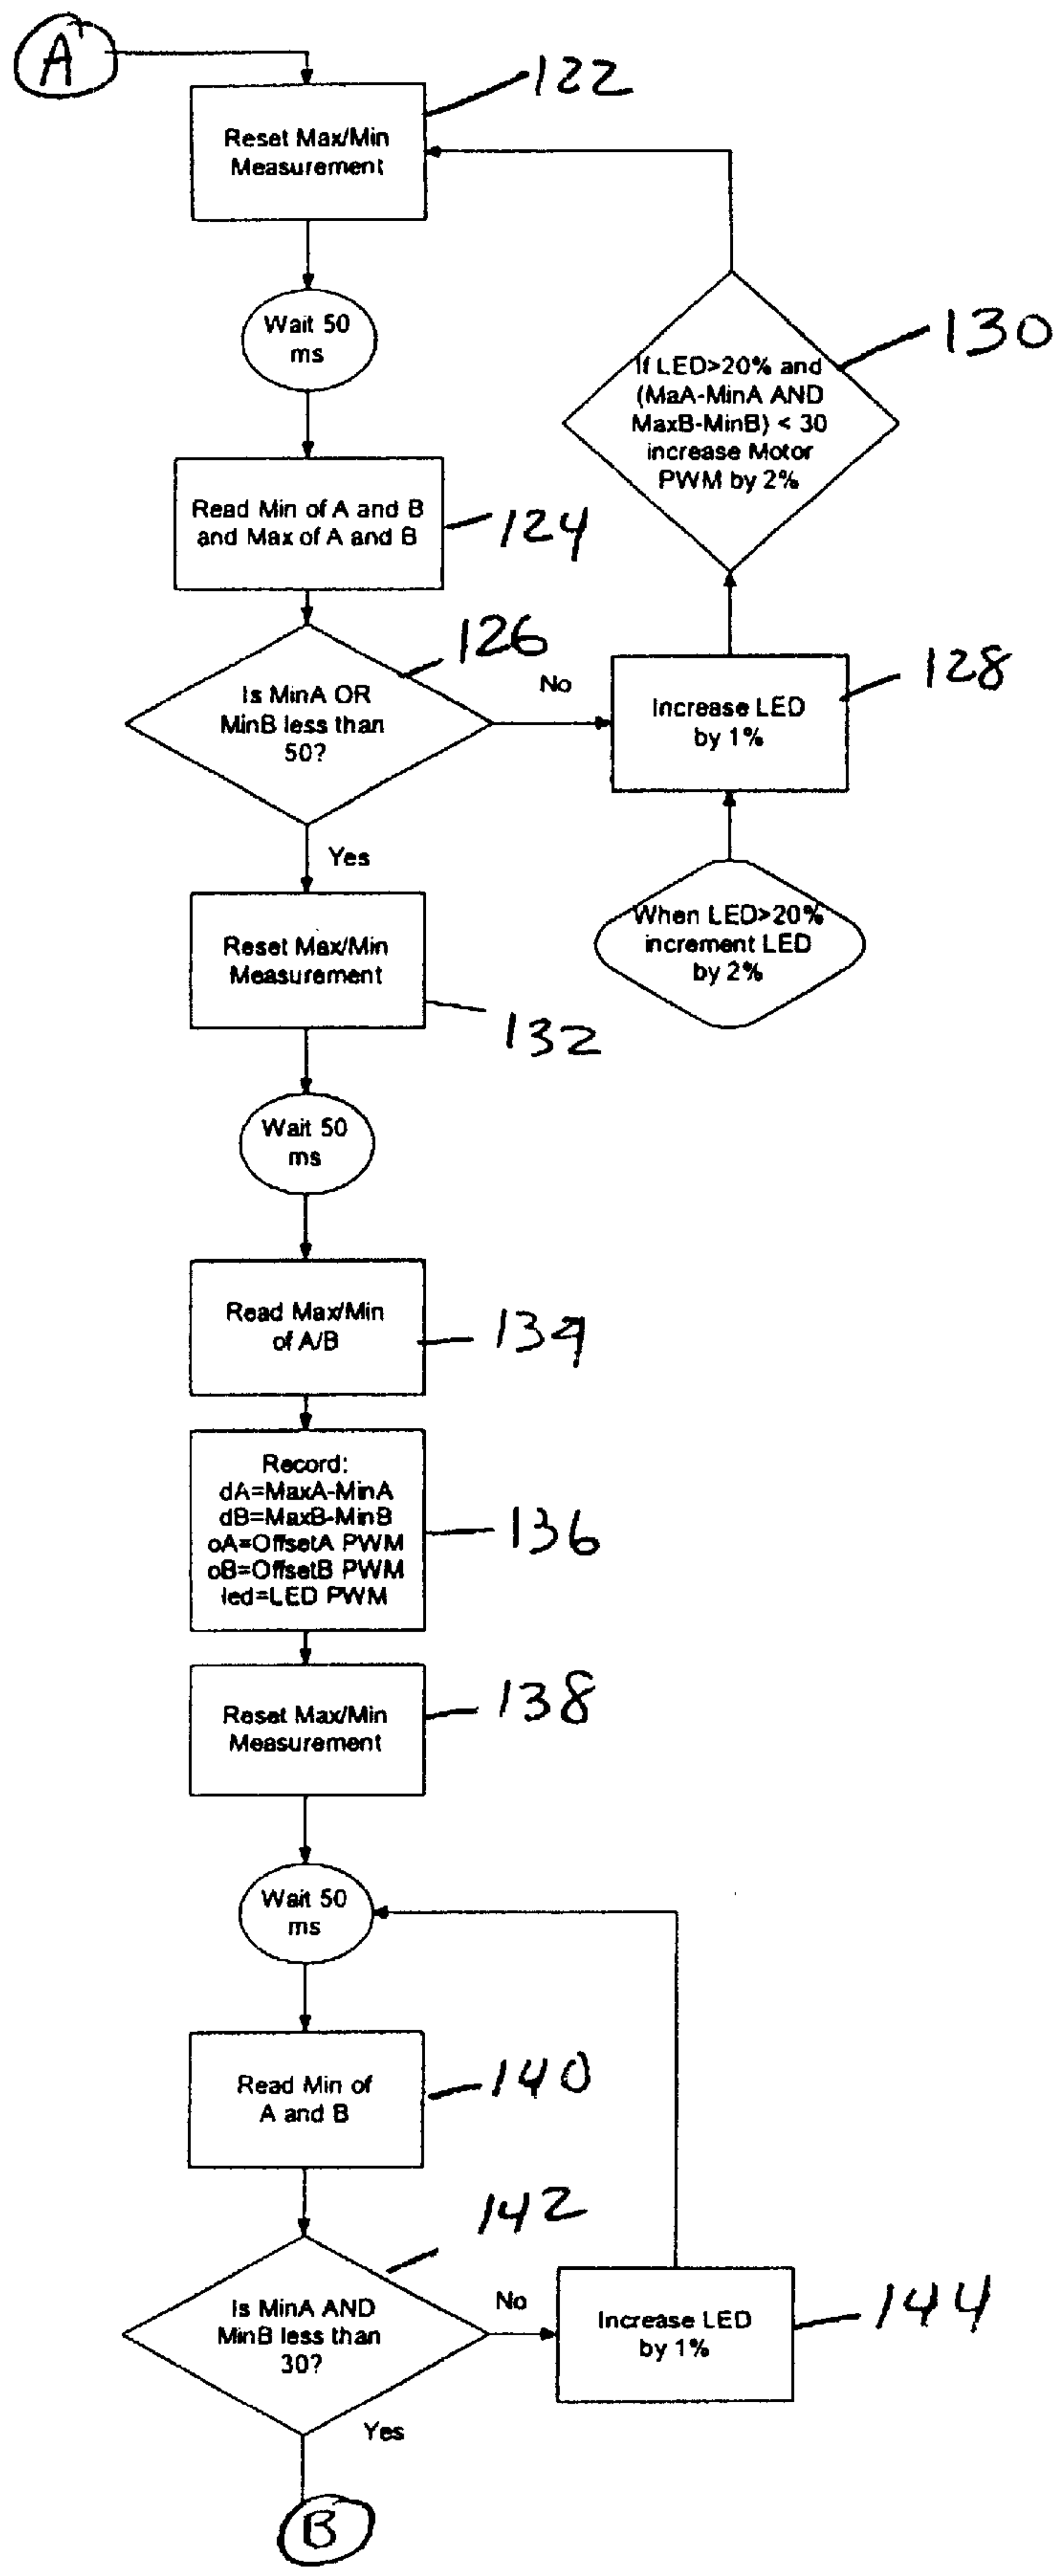 A
122
Reset Max/Min
Measurement
Wait 50
ms
130
If LED>20% and
(MaA-MinA AND
MaxB-MinB) < 30
increase Motor
PWM by 2%
Read Min of A and B
and Max of A and B
124
126
Is MinA OR
MinB less than
50?
No
128
Increase LED
by 1%
Yes
When LED>20%
increment LED
by 2%
Reset Max/Min
Measurement
132
Wait 50
ms
Read Max/Min
of A/B
134
Record:
dA=MaxA-MinA
dB=MaxB-MinB
oA=OffsetA PWM
oB=OffsetB PWM
led=LED PWM
136
Reset Max/Min
Measurement
138
Wait 50
ms
Read Min of
A and B
140
142
Is MinA AND
MinB less than
30?
No
Increase LED
by 1%
144
Yes
B